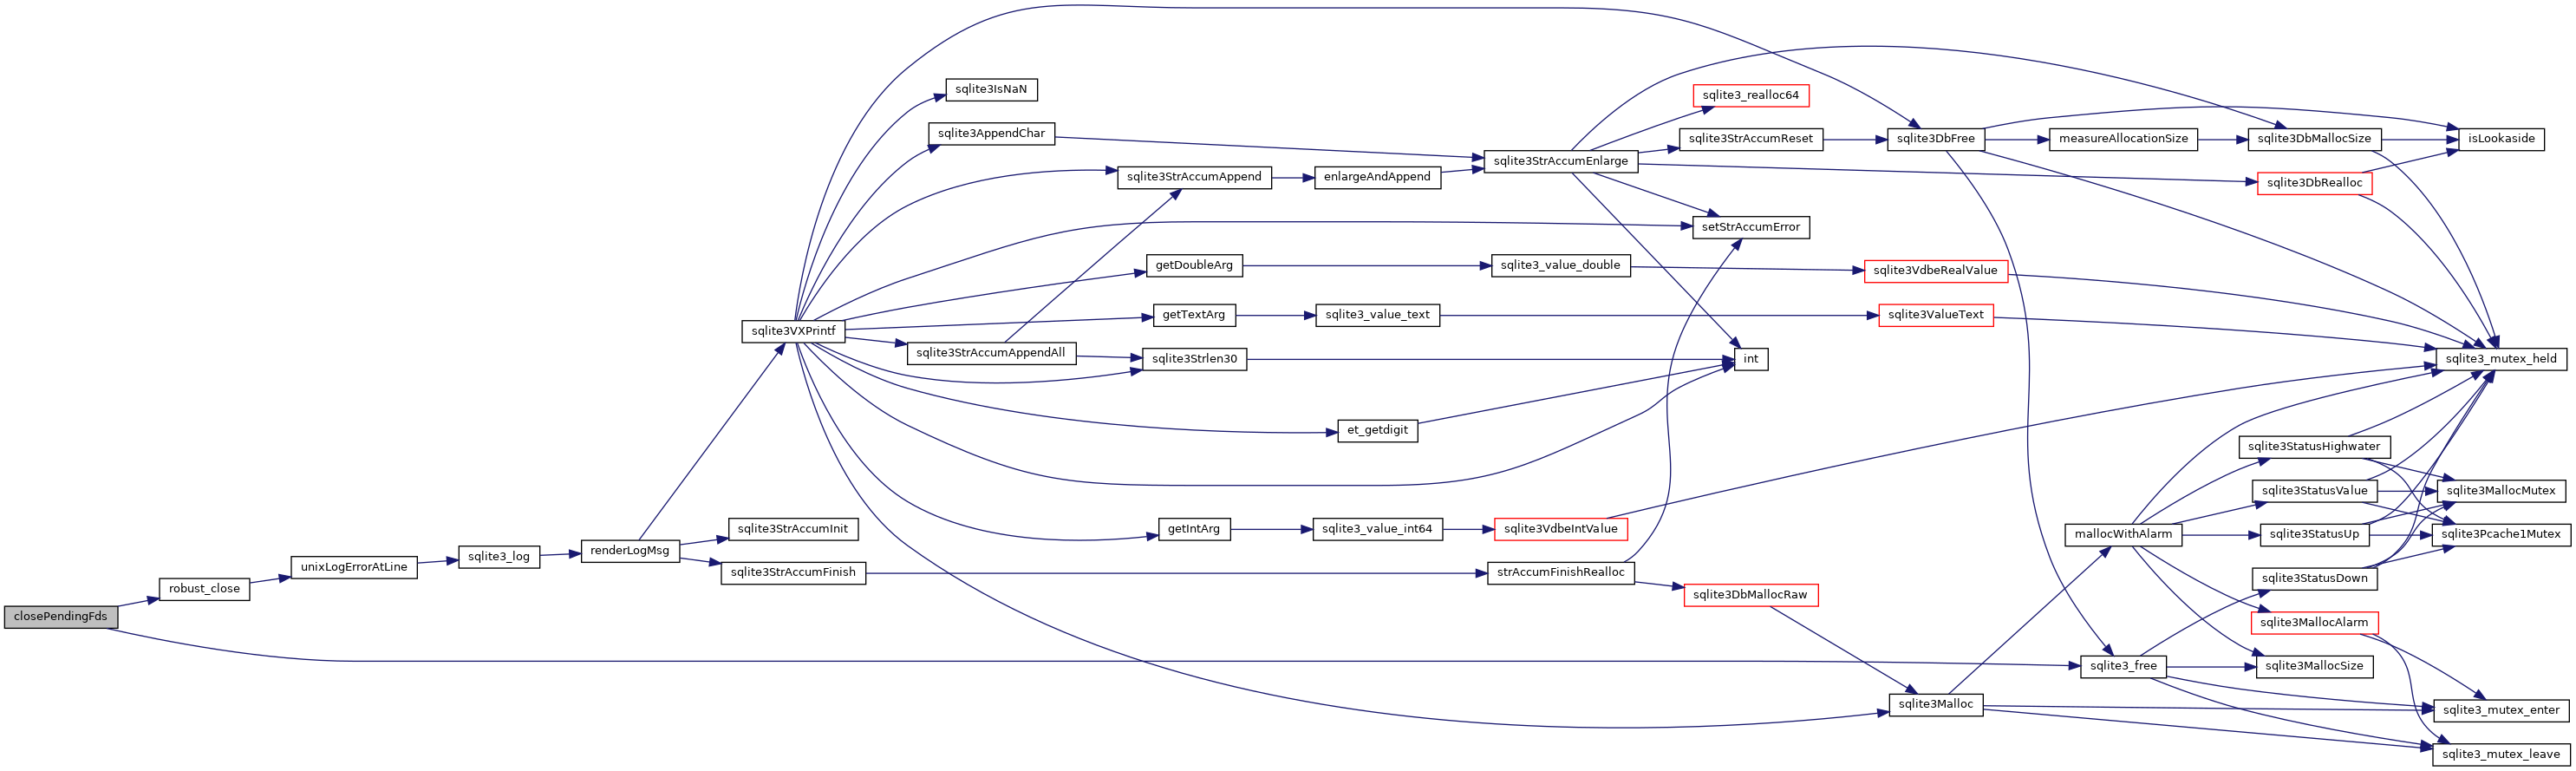 closePendingFds
robust_close
unixLogErrorAtLine
sqlite3_log
renderLogMsg
sqlite3VXPrintf
sqlite3StrAccumInit
sqlite3StrAccumFinish
sqlite3IsNaN
sqlite3AppendChar
sqlite3StrAccumAppendAll
sqlite3StrAccumAppend
getDoubleArg
getTextArg
sqlite3Strlen30
getIntArg
enlargeAndAppend
sqlite3_value_text
et_getdigit
sqlite3_value_int64
sqlite3StrAccumEnlarge
sqlite3_value_double
sqlite3VdbeIntValue
strAccumFinishRealloc
sqlite3_realloc64
sqlite3StrAccumReset
setStrAccumError
int
sqlite3DbMallocRaw
sqlite3DbFree
sqlite3VdbeRealValue
sqlite3ValueText
sqlite3Malloc
measureAllocationSize
mallocWithAlarm
sqlite3_free
sqlite3DbMallocSize
sqlite3DbRealloc
sqlite3StatusHighwater
sqlite3StatusValue
sqlite3StatusUp
sqlite3StatusDown
sqlite3MallocAlarm
sqlite3MallocSize
isLookaside
sqlite3_mutex_held
sqlite3MallocMutex
sqlite3Pcache1Mutex
sqlite3_mutex_enter
sqlite3_mutex_leave